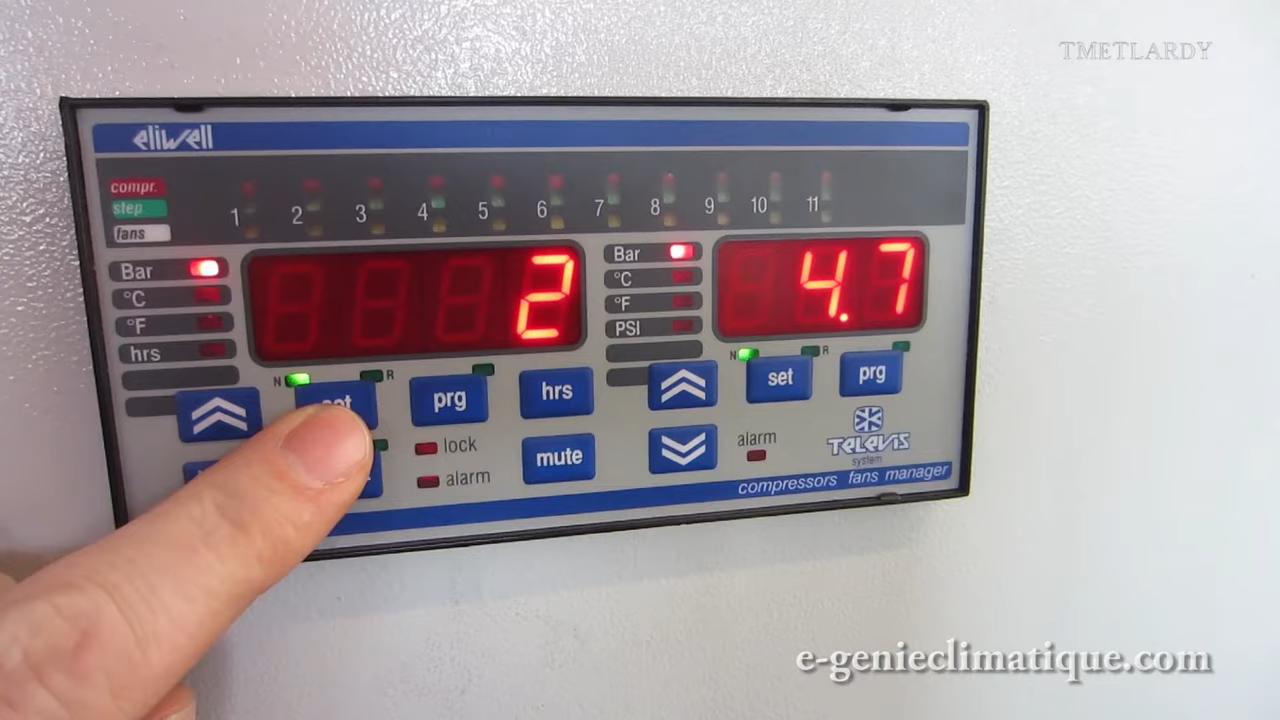 TMETLARDY
eliwell
compr.
step
fans
1 2 3 4 5 6 7 8 9 10 11
Bar
°C
°F
hrs
2
Bar
°C
°F
PSI
4.7
N R
set prg hrs
N R
set prg
lock
alarm
mute
alarm
TELEVIS
system
compressors fans manager
e-genieclimatique.com